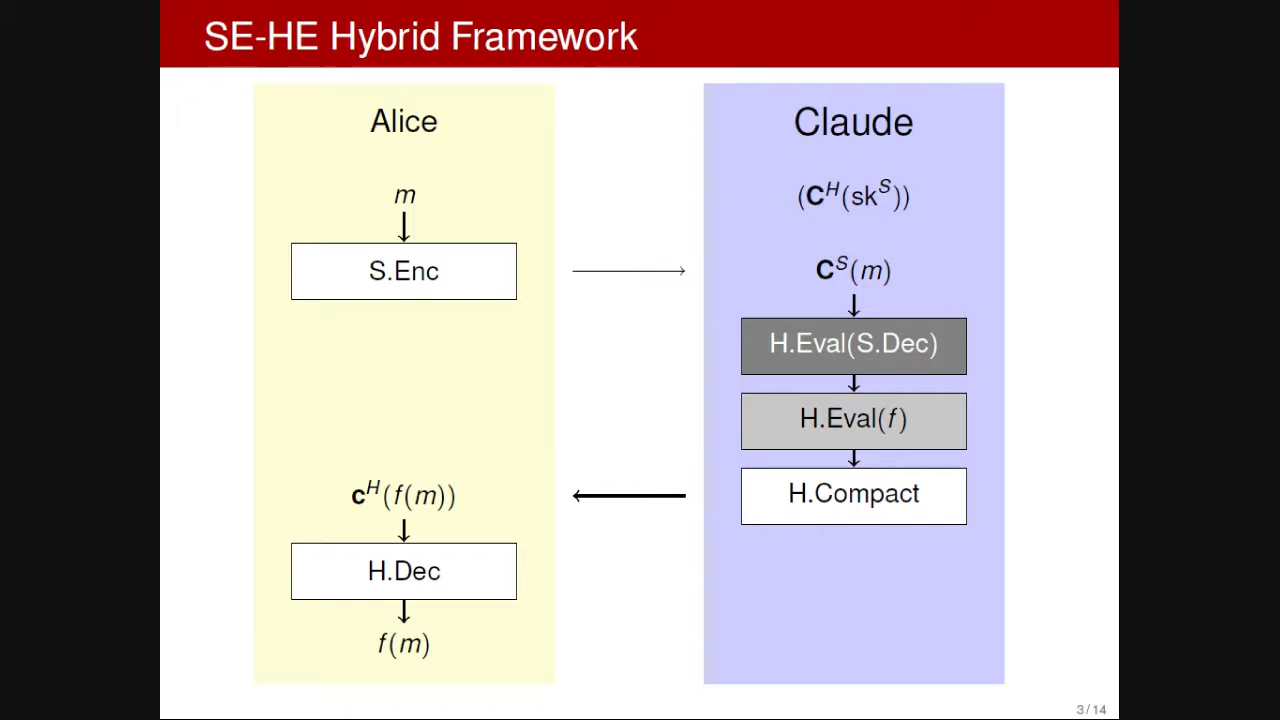 SE-HE Hybrid Framework
Alice
m
S.Enc
c^H(f(m))
H.Dec
f(m)
Claude
(C^H(sk^S))
C^S(m)
H.Eval(S.Dec)
H.Eval(f)
H.Compact
3 / 14